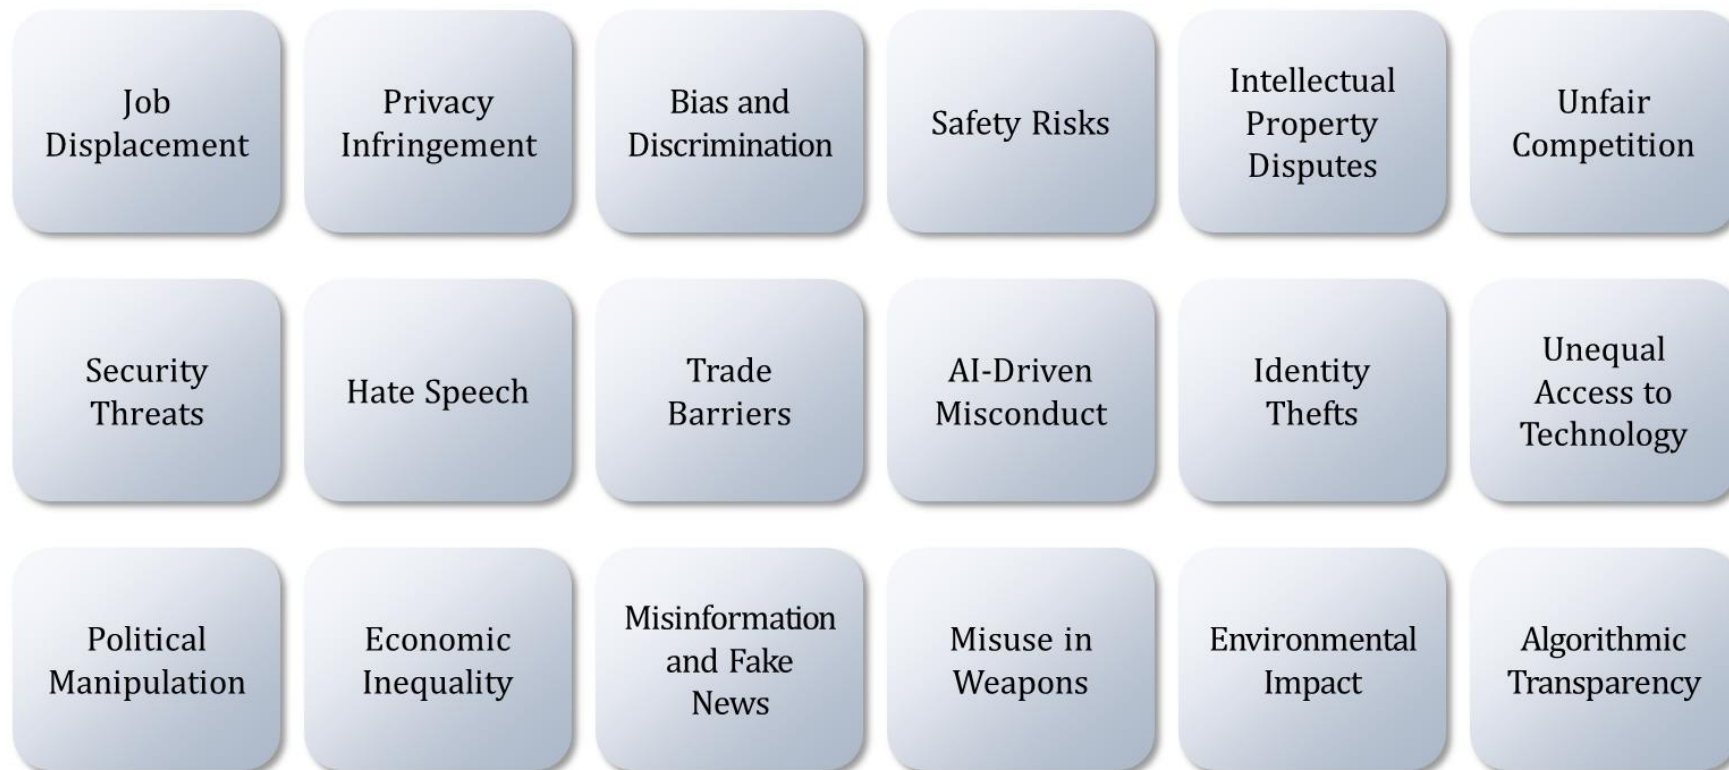 Job
Displacement
Privacy
Infringement
Bias and
Discrimination
Safety Risks
Intellectual
Property
Disputes
Unfair
Competition
Security
Threats
Hate Speech
Trade
Barriers
AI-Driven
Misconduct
Identity
Thefts
Unequal
Access to
Technology
Political
Manipulation
Economic
Inequality
Misinformation
and Fake
News
Misuse in
Weapons
Environmental
Impact
Algorithmic
Transparency